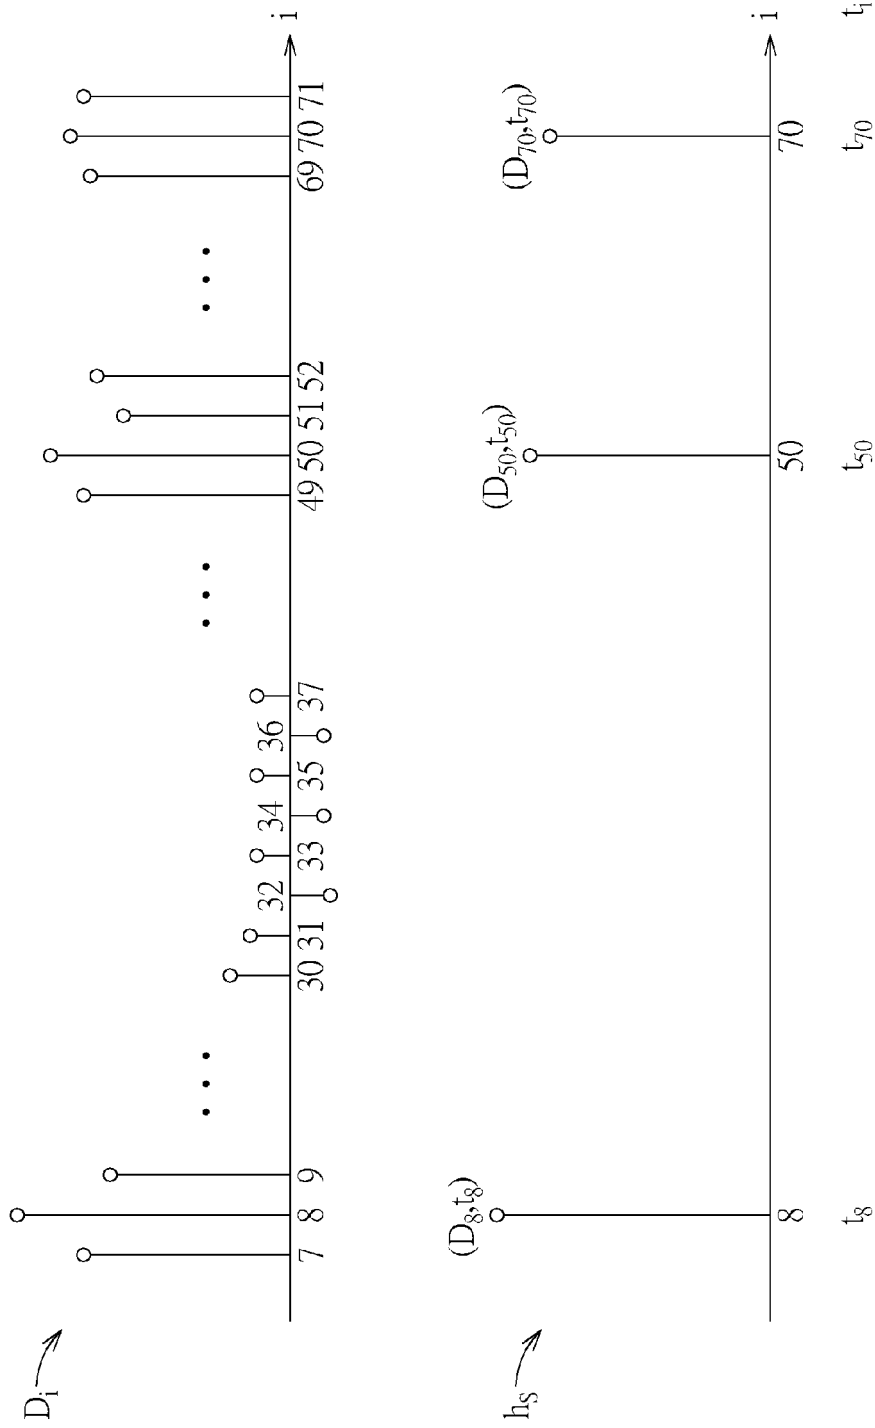 D_i
7 8 9 30 31 32 33 34 35 36 37 49 50 51 52 69 70 71 i
h_S
(D_8,t_8) (D_50,t_50) (D_70,t_70)
8 50 70 i
t_8 t_50 t_70 t_i